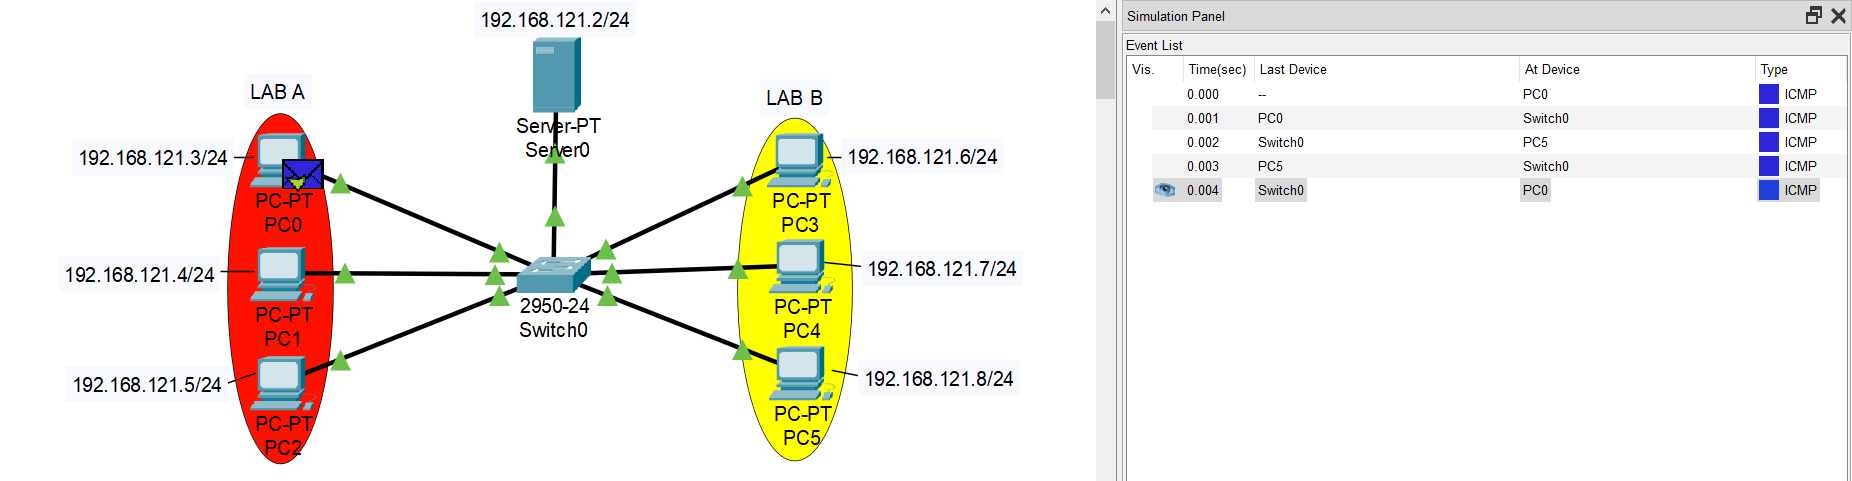 192.168.121.2/24
Server-PT
Server0
LAB A
192.168.121.3/24
PC-PT
PC0
192.168.121.4/24
PC-PT
PC1
192.168.121.5/24
PC-PT
PC2
2950-24
Switch0
LAB B
192.168.121.6/24
PC-PT
PC3
192.168.121.7/24
PC-PT
PC4
192.168.121.8/24
PC-PT
PC5
Simulation Panel
Event List
Vis. Time(sec) Last Device At Device Type
0.000 -- PC0 ICMP
0.001 PC0 Switch0 ICMP
0.002 Switch0 PC5 ICMP
0.003 PC5 Switch0 ICMP
0.004 Switch0 PC0 ICMP